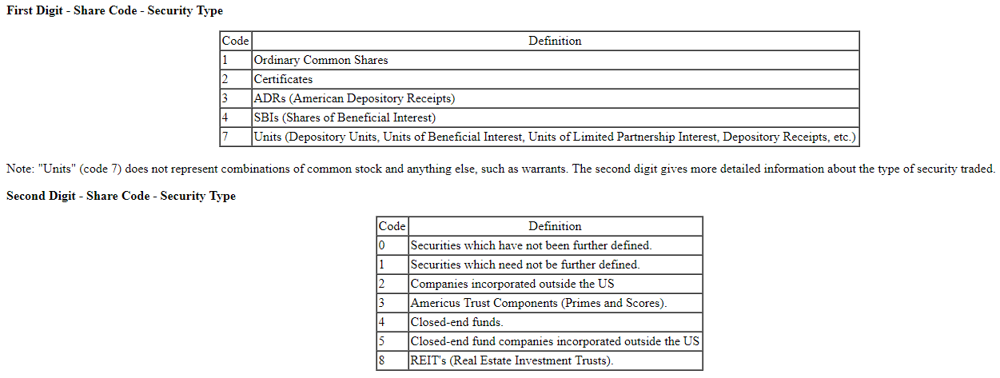 First Digit - Share Code - Security Type
Code Definition
1 Ordinary Common Shares
2 Certificates
3 ADRs (American Depository Receipts)
4 SBIs (Shares of Beneficial Interest)
7 Units (Depository Units, Units of Beneficial Interest, Units of Limited Partnership Interest, Depository Receipts, etc.)
Note: "Units" (code 7) does not represent combinations of common stock and anything else, such as warrants. The second digit gives more detailed information about the type of security traded.
Second Digit - Share Code - Security Type
Code Definition
0 Securities which have not been further defined.
1 Securities which need not be further defined.
2 Companies incorporated outside the US
3 Americus Trust Components (Primes and Scores).
4 Closed-end funds.
5 Closed-end fund companies incorporated outside the US
8 REIT's (Real Estate Investment Trusts).